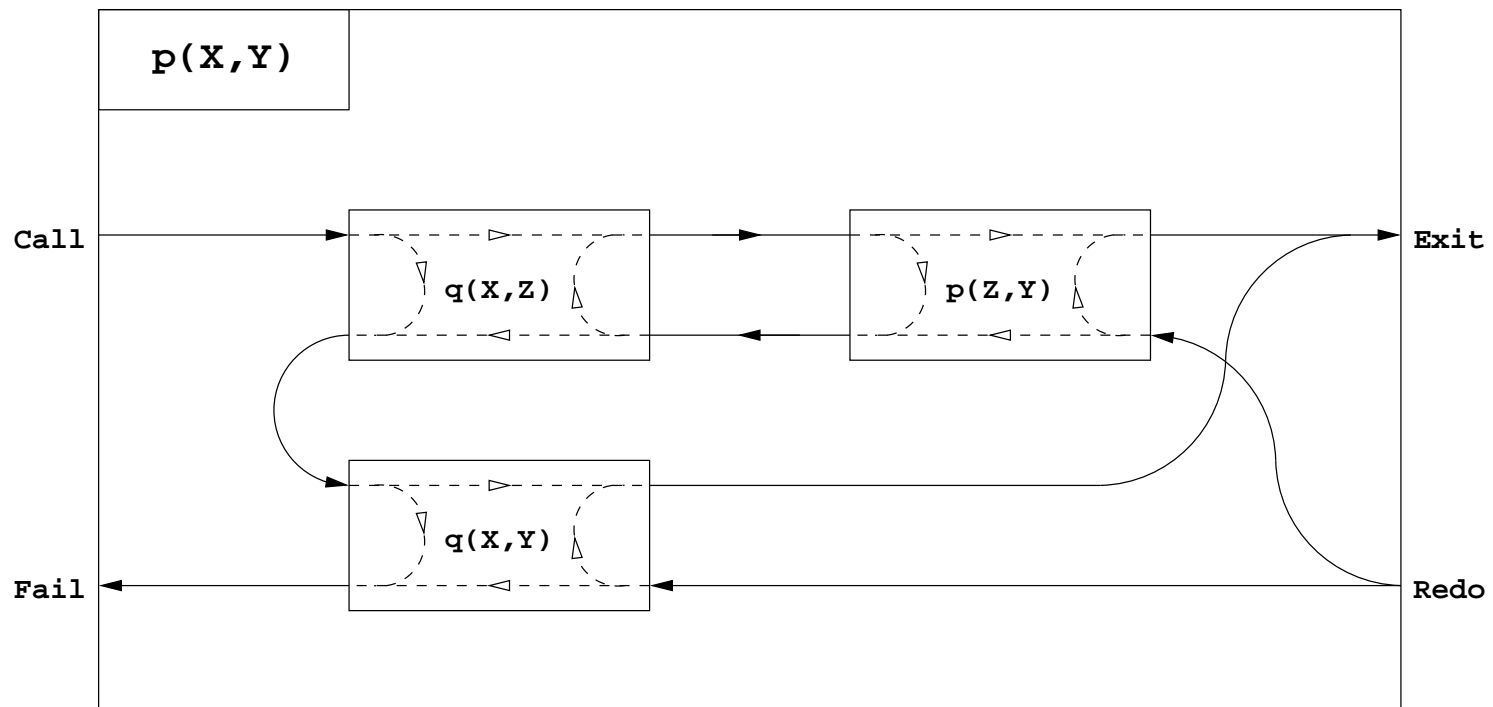 p(X,Y)
Call
q(X,Z)
p(Z,Y)
Exit
q(X,Y)
Fail
Redo